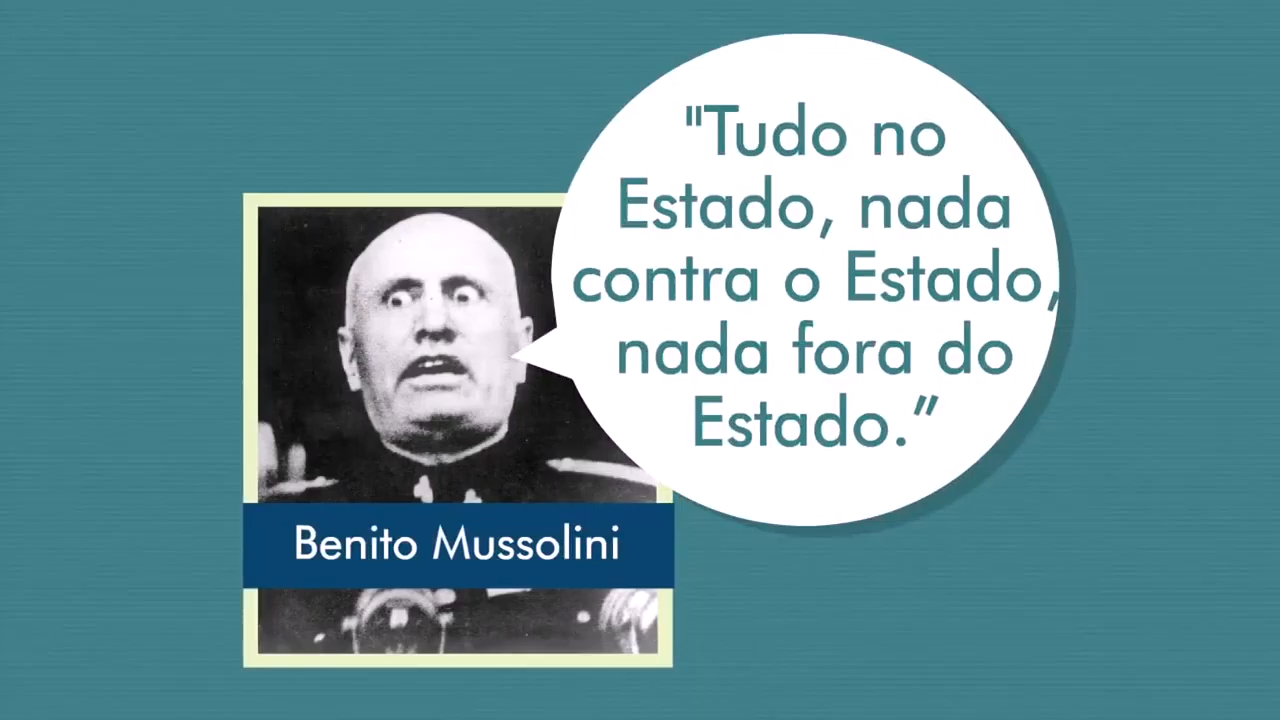 "Tudo no
Estado, nada
contra o Estado,
nada fora do
Estado.”
Benito Mussolini